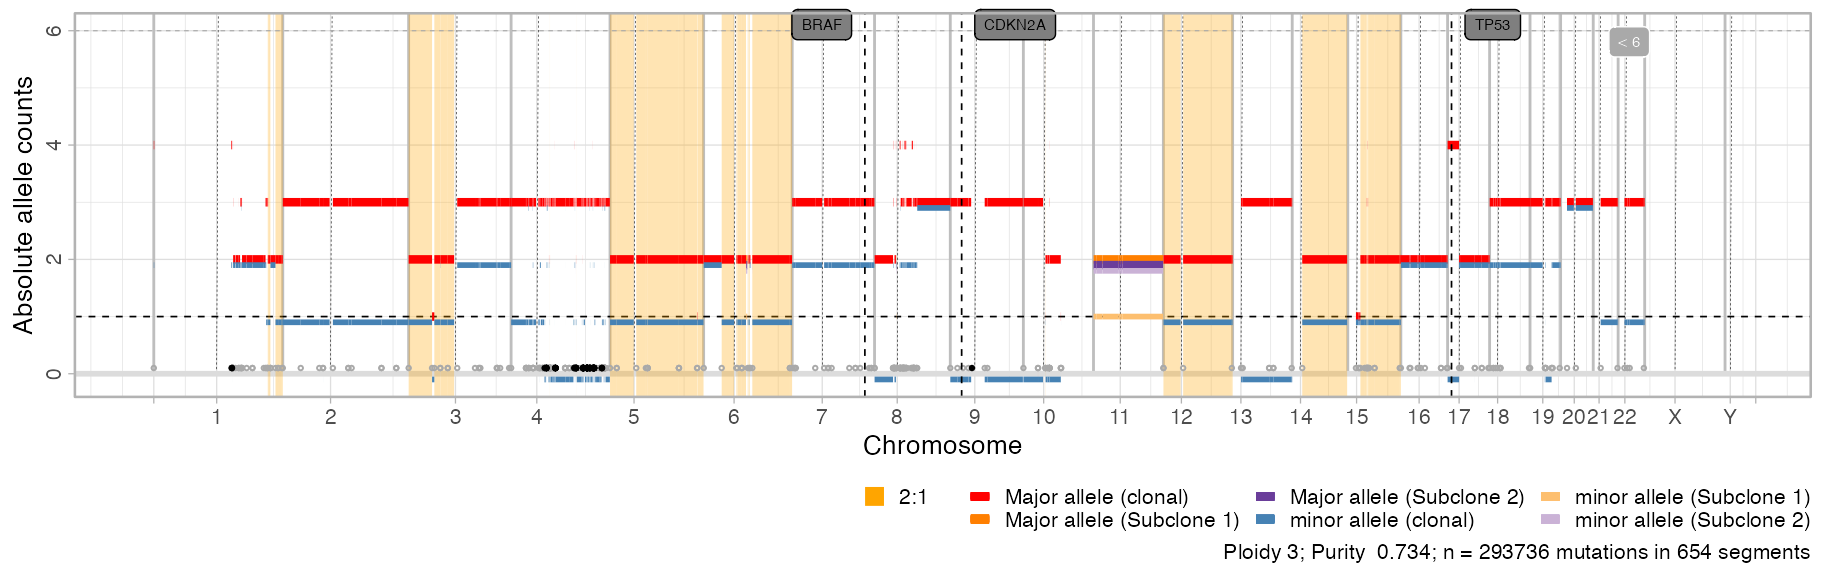 BRAF CDKN2A TP53
< 6
6
4
2
0
Absolute allele counts
1 2 3 4 5 6 7 8 9 10 11 12 13 14 15 16 17 18 19 20 21 22 X Y
Chromosome
2:1 Major allele (clonal) Major allele (Subclone 2) minor allele (Subclone 1)
Major allele (Subclone 1) minor allele (clonal) minor allele (Subclone 2)
Ploidy 3; Purity 0.734; n = 293736 mutations in 654 segments